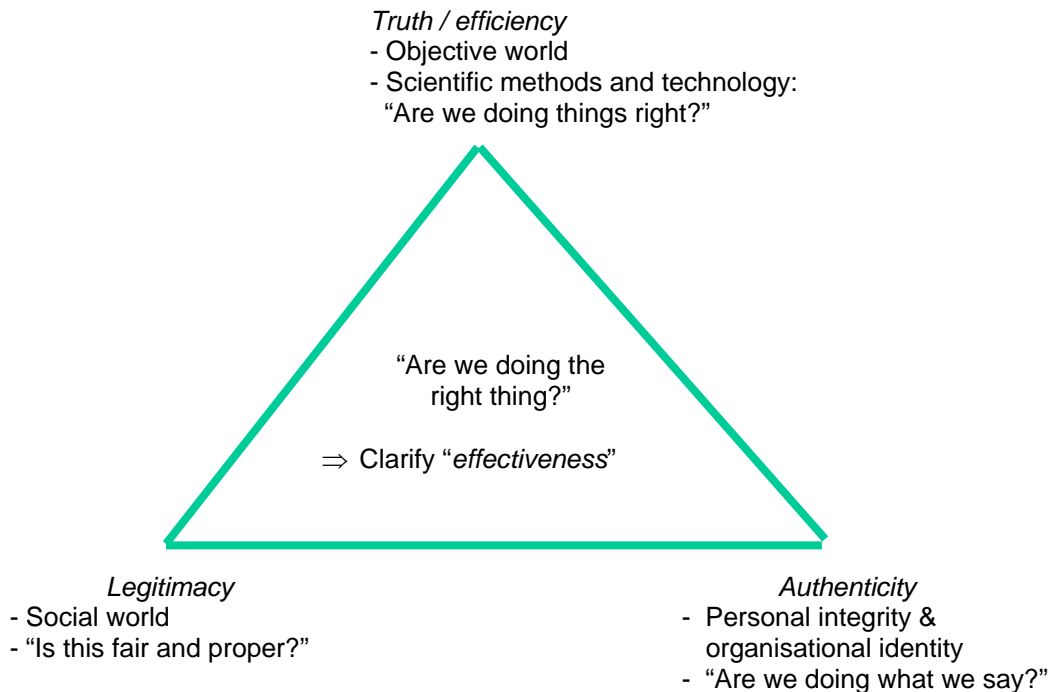 Truth / efficiency
- Objective world
- Scientific methods and technology:
“Are we doing things right?”
“Are we doing the
right thing?”
⇒ Clarify “effectiveness”
Legitimacy
- Social world
- “Is this fair and proper?”
Authenticity
- Personal integrity &
organisational identity
- “Are we doing what we say?”